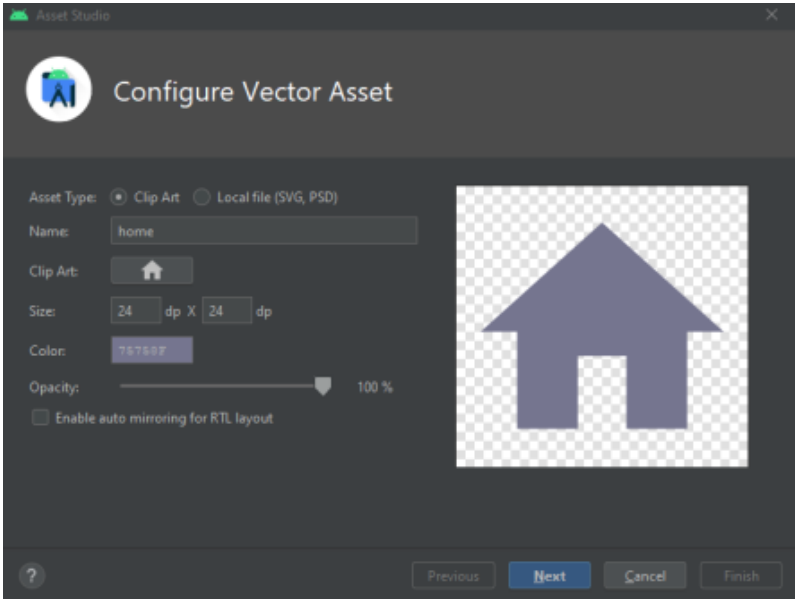 Asset Studio
Configure Vector Asset
Asset Type: Clip Art Local file (SVG, PSD)
Name: home
Clip Art:
Size: 24 dp X 24 dp
Color:
Opacity: 100 %
Enable auto mirroring for RTL layout
? Previous Next Cancel Finish